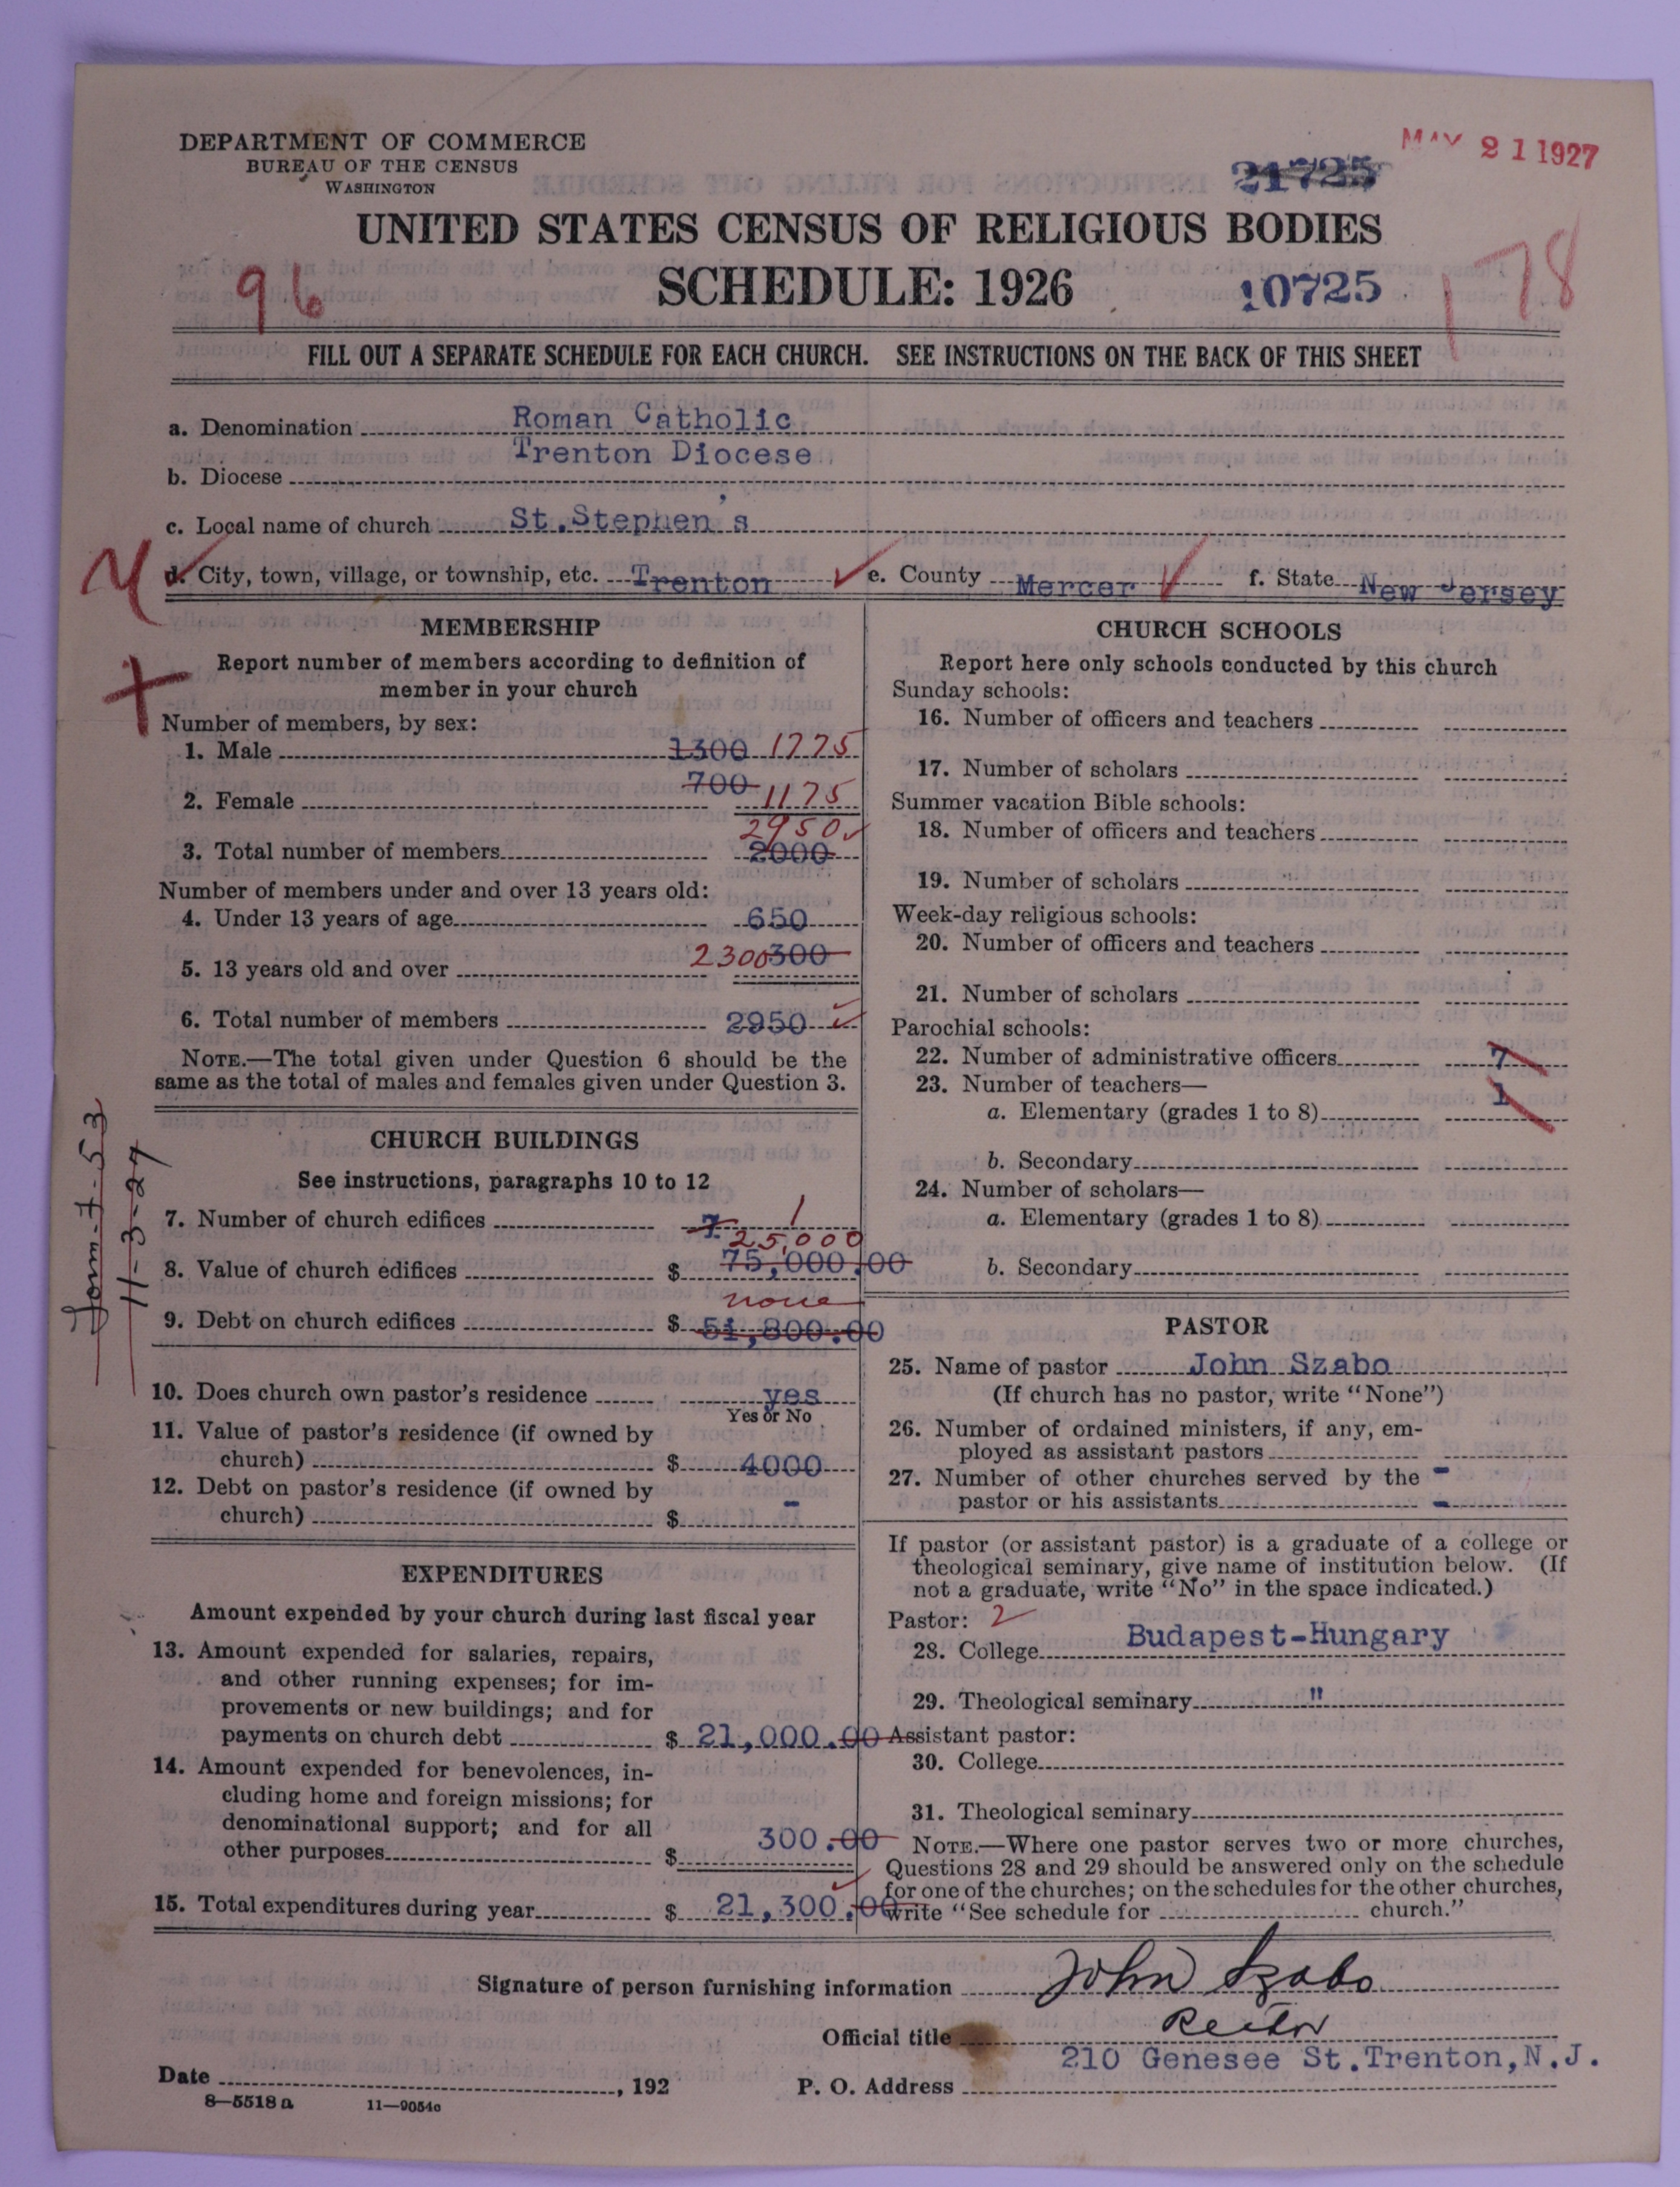 DEPARTMENT OF COMMERCE
BUREAU OF THE CENSUS
WASHINGTON
MAY 21 1927
21725
UNITED STATES CENSUS OF RELIGIOUS BODIES
SCHEDULE: 1926
96
10725
178
FILL OUT A SEPARATE SCHEDULE FOR EACH CHURCH. SEE INSTRUCTIONS ON THE BACK OF THIS SHEET
a. Denomination Roman Catholic
b. Diocese Trenton Diocese
c. Local name of church St.Stephen's
d. City, town, village, or township, etc. Trenton e. County Mercer f. State New Jersey
MEMBERSHIP
Report number of members according to definition of
member in your church
Number of members, by sex:
1. Male 1300 1775
2. Female 700 1175
2950
3. Total number of members 2000
Number of members under and over 13 years old:
4. Under 13 years of age 650
5. 13 years old and over 2300 300
6. Total number of members 2950
NOTE.—The total given under Question 6 should be the
same as the total of males and females given under Question 3.
Form 7-53
11-3-27
CHURCH BUILDINGS
See instructions, paragraphs 10 to 12
7. Number of church edifices 7 1
25,000
8. Value of church edifices $ 75,000.00
none
9. Debt on church edifices $ 51,800.00
10. Does church own pastor's residence yes
Yes or No
11. Value of pastor's residence (if owned by
church) $ 4000
12. Debt on pastor's residence (if owned by
church) $ -
EXPENDITURES
Amount expended by your church during last fiscal year
13. Amount expended for salaries, repairs,
and other running expenses; for im-
provements or new buildings; and for
payments on church debt $ 21,000.00
14. Amount expended for benevolences, in-
cluding home and foreign missions; for
denominational support; and for all
other purposes $ 300.00
15. Total expenditures during year $ 21,300.00
CHURCH SCHOOLS
Report here only schools conducted by this church
Sunday schools:
16. Number of officers and teachers
17. Number of scholars
Summer vacation Bible schools:
18. Number of officers and teachers
19. Number of scholars
Week-day religious schools:
20. Number of officers and teachers
21. Number of scholars
Parochial schools:
22. Number of administrative officers 7
23. Number of teachers—
a. Elementary (grades 1 to 8) 1
b. Secondary
24. Number of scholars—
a. Elementary (grades 1 to 8)
b. Secondary
PASTOR
25. Name of pastor John Szabo
(If church has no pastor, write "None")
26. Number of ordained ministers, if any, em-
ployed as assistant pastors
27. Number of other churches served by the -
pastor or his assistants -
If pastor (or assistant pastor) is a graduate of a college or
theological seminary, give name of institution below. (If
not a graduate, write "No" in the space indicated.)
Pastor: 2
28. College Budapest-Hungary
29. Theological seminary "
Assistant pastor:
30. College
31. Theological seminary
NOTE.—Where one pastor serves two or more churches,
Questions 28 and 29 should be answered only on the schedule
for one of the churches; on the schedules for the other churches,
write "See schedule for church."
Signature of person furnishing information John Szabo
Official title Rector
Date , 192
P. O. Address 210 Genesee St.Trenton,N.J.
8—5518 a 11—9054c